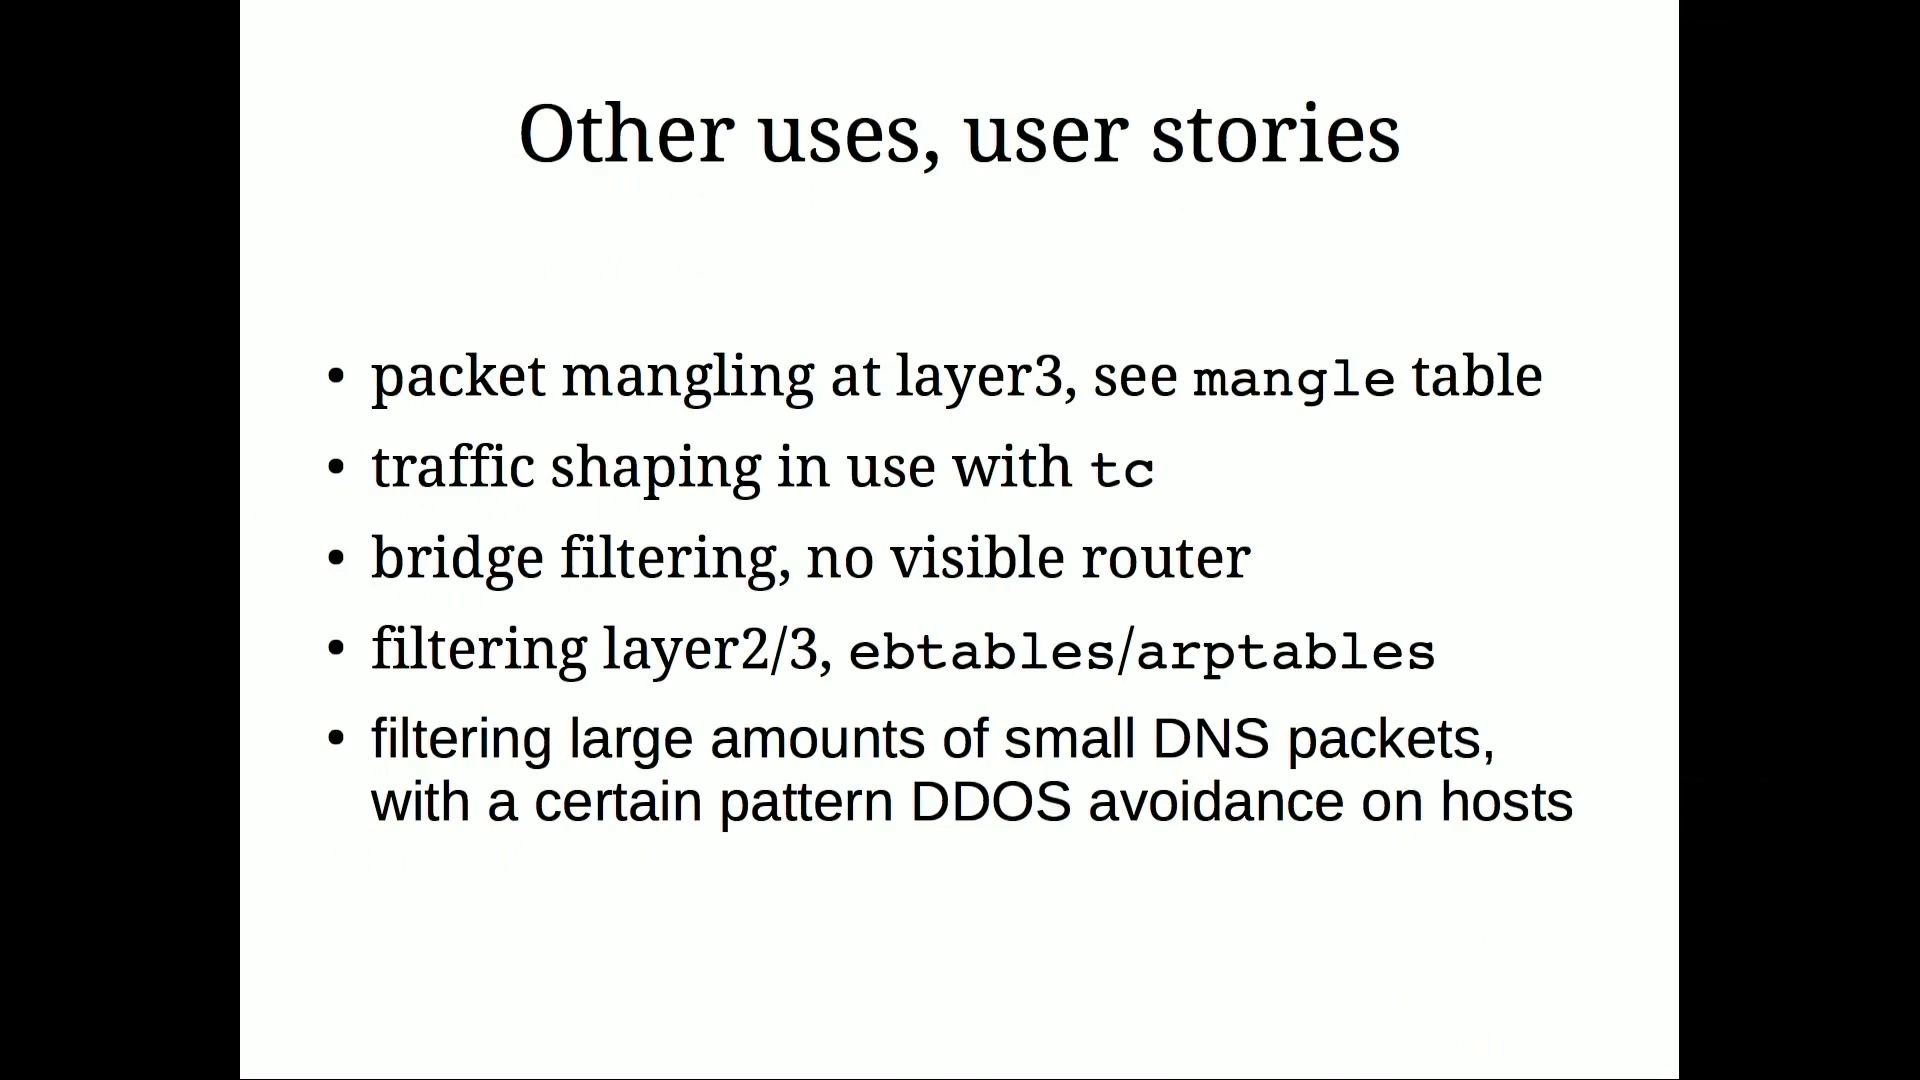 Other uses, user stories
• packet mangling at layer3, see mangle table
• traffic shaping in use with tc
• bridge filtering, no visible router
• filtering layer2/3, ebtables/arptables
• filtering large amounts of small DNS packets,
with a certain pattern DDOS avoidance on hosts